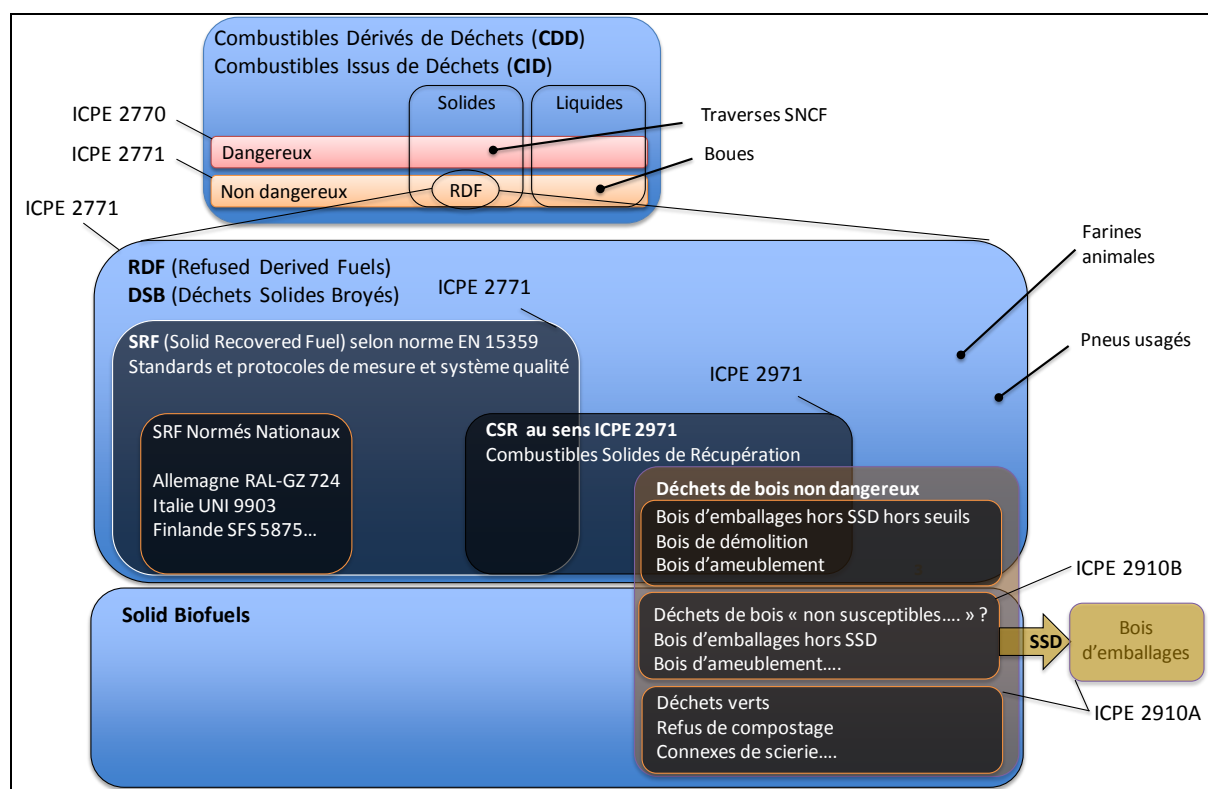 Combustibles Dérivés de Déchets (CDD)
Combustibles Issus de Déchets (CID)
Solides
Liquides
ICPE 2770
Traverses SNCF
Dangereux
ICPE 2771
Boues
Non dangereux
RDF
ICPE 2771
Farines
animales
RDF (Refused Derived Fuels)
DSB (Déchets Solides Broyés)
ICPE 2771
SRF (Solid Recovered Fuel) selon norme EN 15359
Standards et protocoles de mesure et système qualité
Pneus usagés
ICPE 2971
SRF Normés Nationaux
Allemagne RAL-GZ 724
Italie UNI 9903
Finlande SFS 5875...
CSR au sens ICPE 2971
Combustibles Solides de Récupération
Déchets de bois non dangereux
Bois d'emballages hors SSD hors seuils
Bois de démolition
Bois d'ameublement
ICPE 2910B
Solid Biofuels
Déchets de bois « non susceptibles.... » ?
Bois d'emballages hors SSD
Bois d'ameublement....
SSD
Bois
d'emballages
Déchets verts
Refus de compostage
Connexes de scierie....
ICPE 2910A